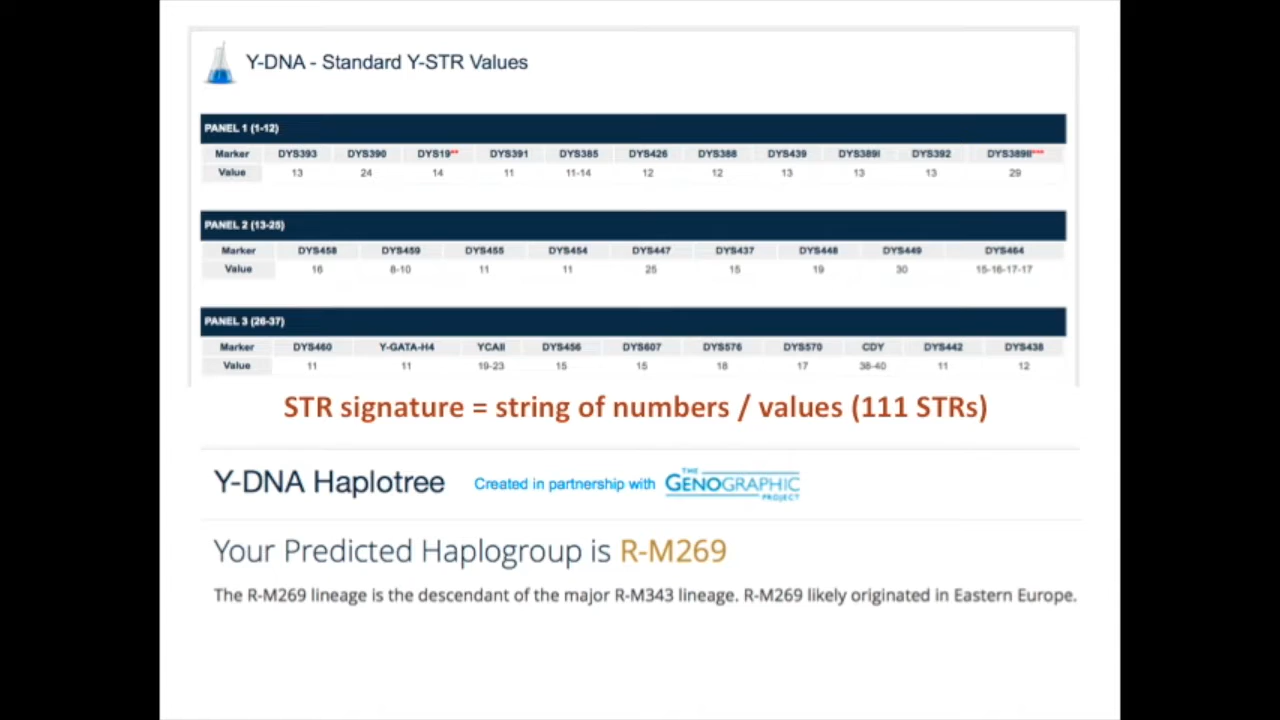 Y-DNA - Standard Y-STR Values
PANEL 1 (1-12)
Marker DYS393 DYS390 DYS19** DYS391 DYS385 DYS426 DYS388 DYS439 DYS389I DYS392 DYS389II***
Value 13 24 14 11 11-14 12 12 13 13 13 29
PANEL 2 (13-25)
Marker DYS458 DYS459 DYS455 DYS454 DYS447 DYS437 DYS448 DYS449 DYS464
Value 16 8-10 11 11 25 15 19 30 15-16-17-17
PANEL 3 (26-37)
Marker DYS460 Y-GATA-H4 YCAII DYS456 DYS607 DYS576 DYS570 CDY DYS442 DYS438
Value 11 11 19-23 15 15 18 17 38-40 11 12
STR signature = string of numbers / values (111 STRs)
Y-DNA Haplotree Created in partnership with THE GENOGRAPHIC PROJECT
Your Predicted Haplogroup is R-M269
The R-M269 lineage is the descendant of the major R-M343 lineage. R-M269 likely originated in Eastern Europe.